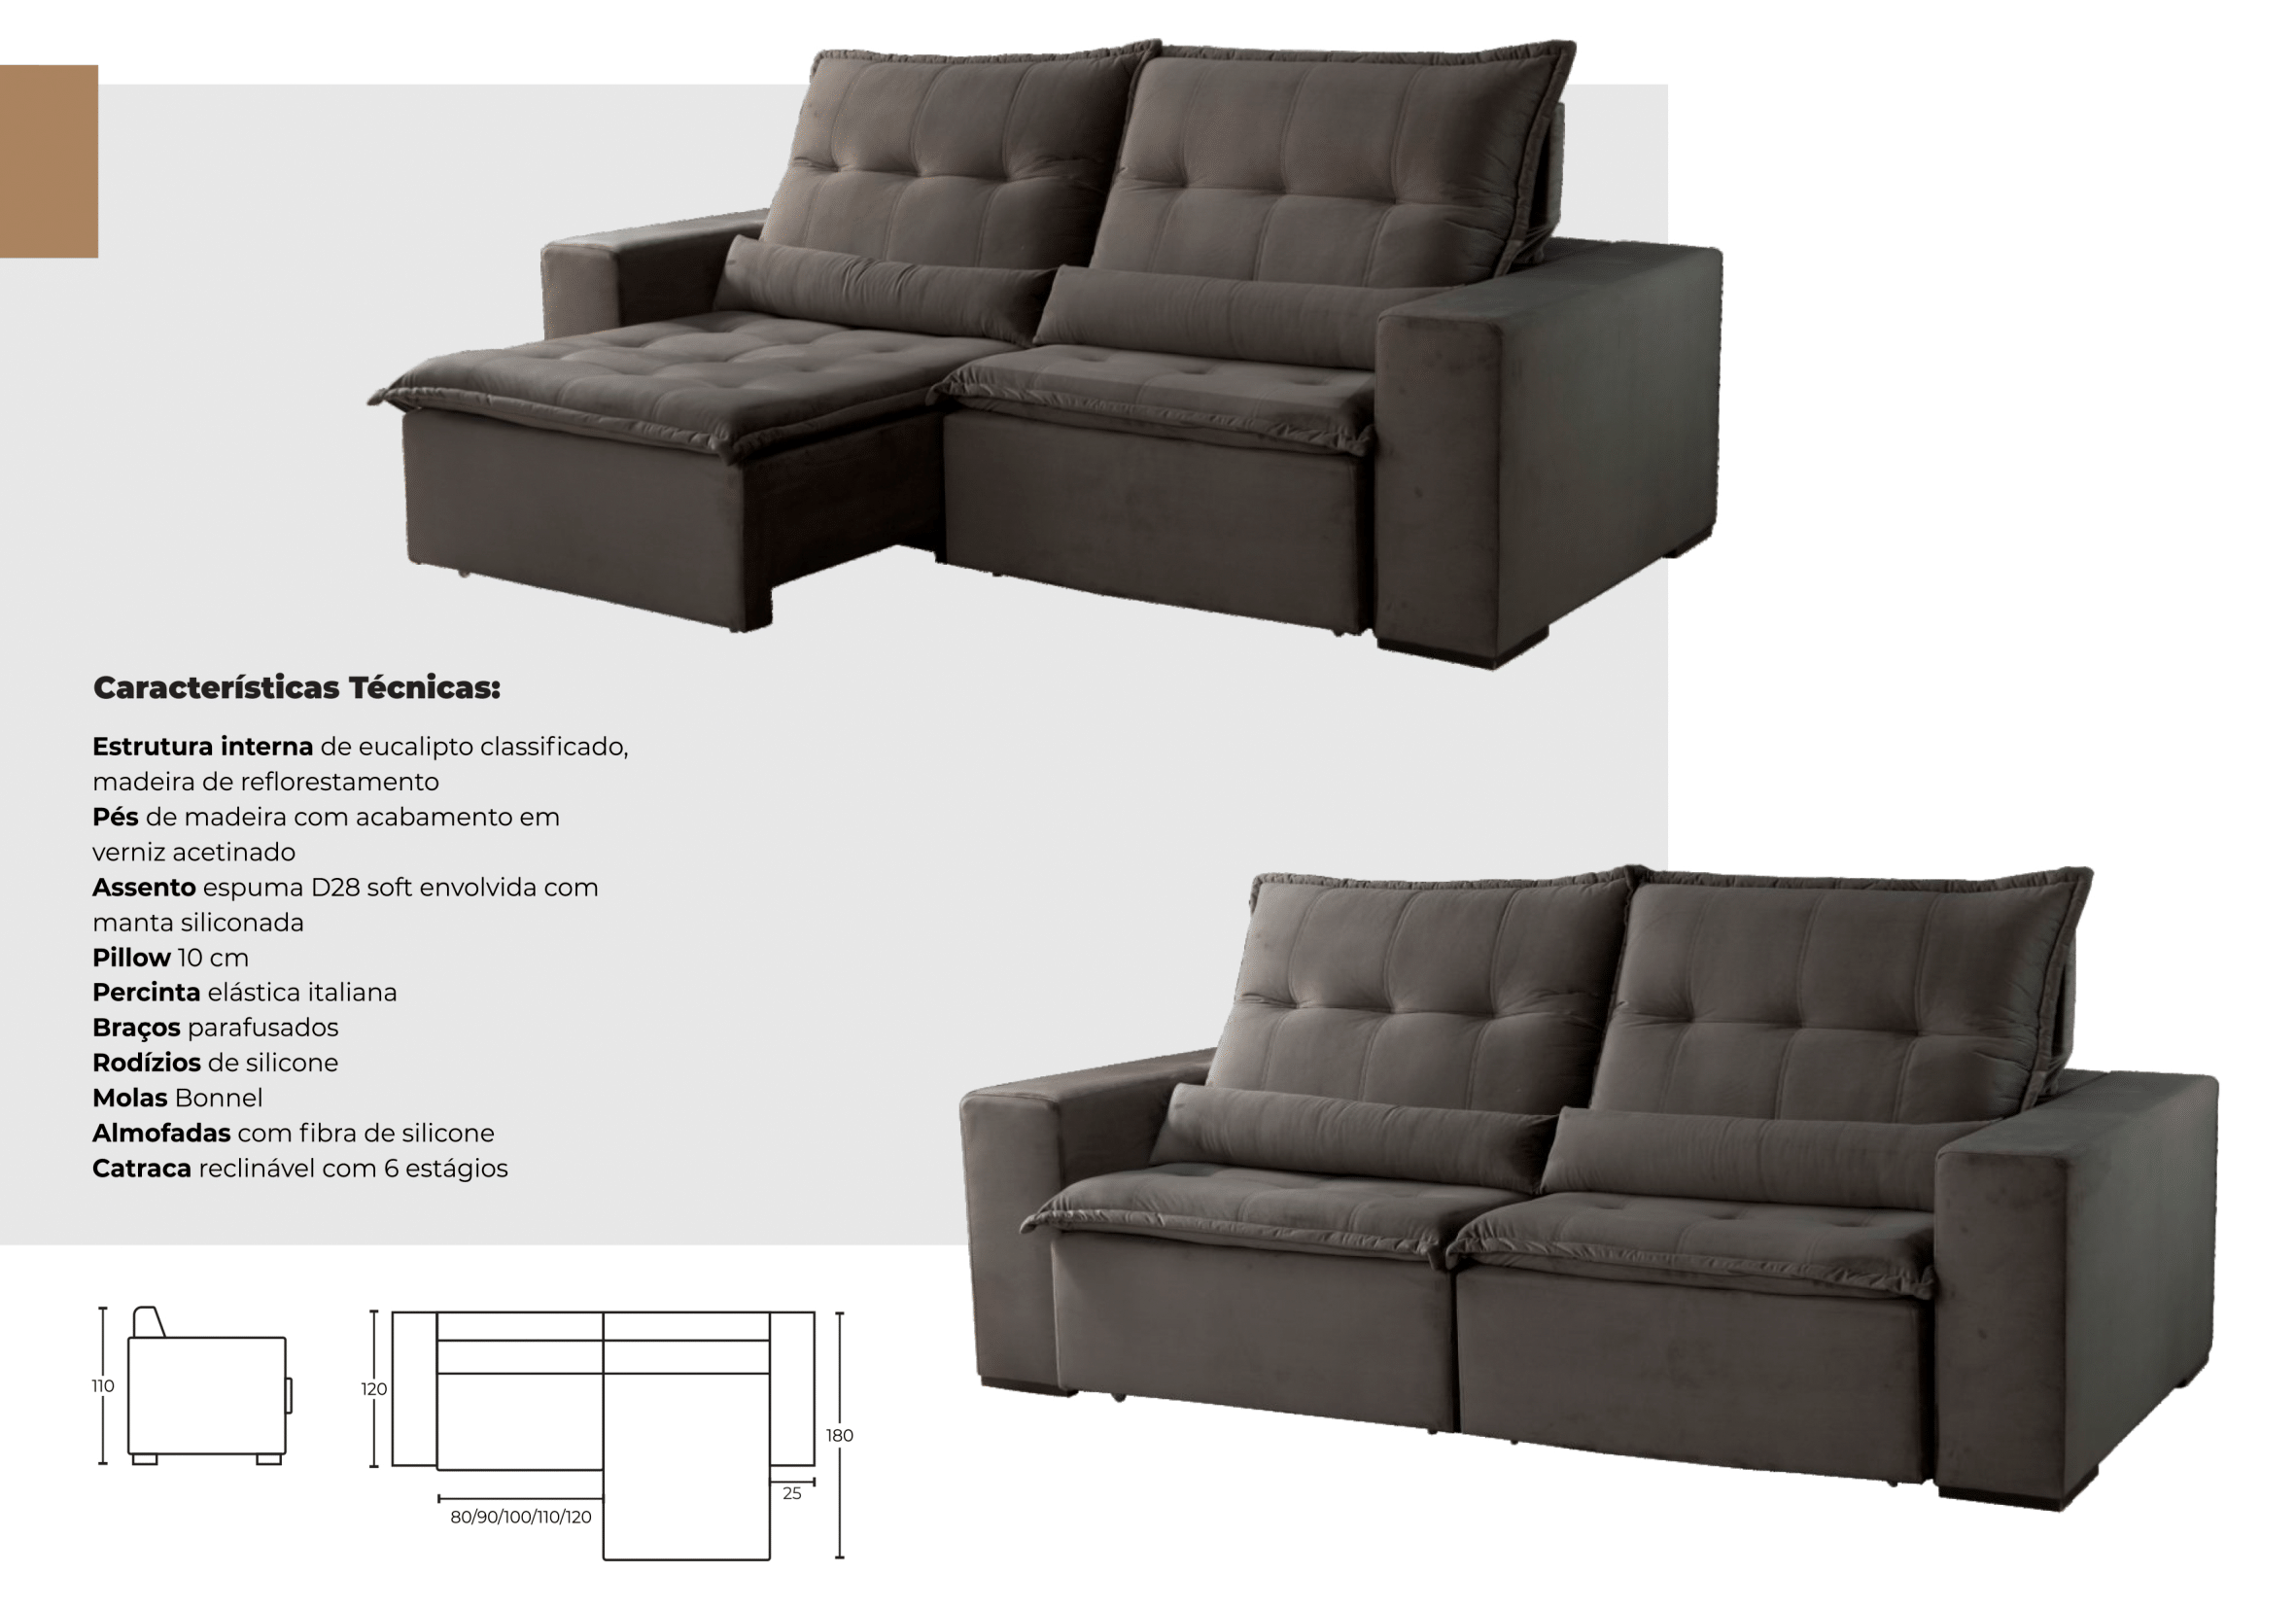 Características Técnicas:
Estrutura interna de eucalipto classificado,
madeira de reflorestamento
Pés de madeira com acabamento em
verniz acetinado
Assento espuma D28 soft envolvida com
manta siliconada
Pillow 10 cm
Percinta elástica italiana
Braços parafusados
Rodízios de silicone
Molas Bonnel
Almofadas com fibra de silicone
Catraca reclinável com 6 estágios
110
120
180
25
80/90/100/110/120